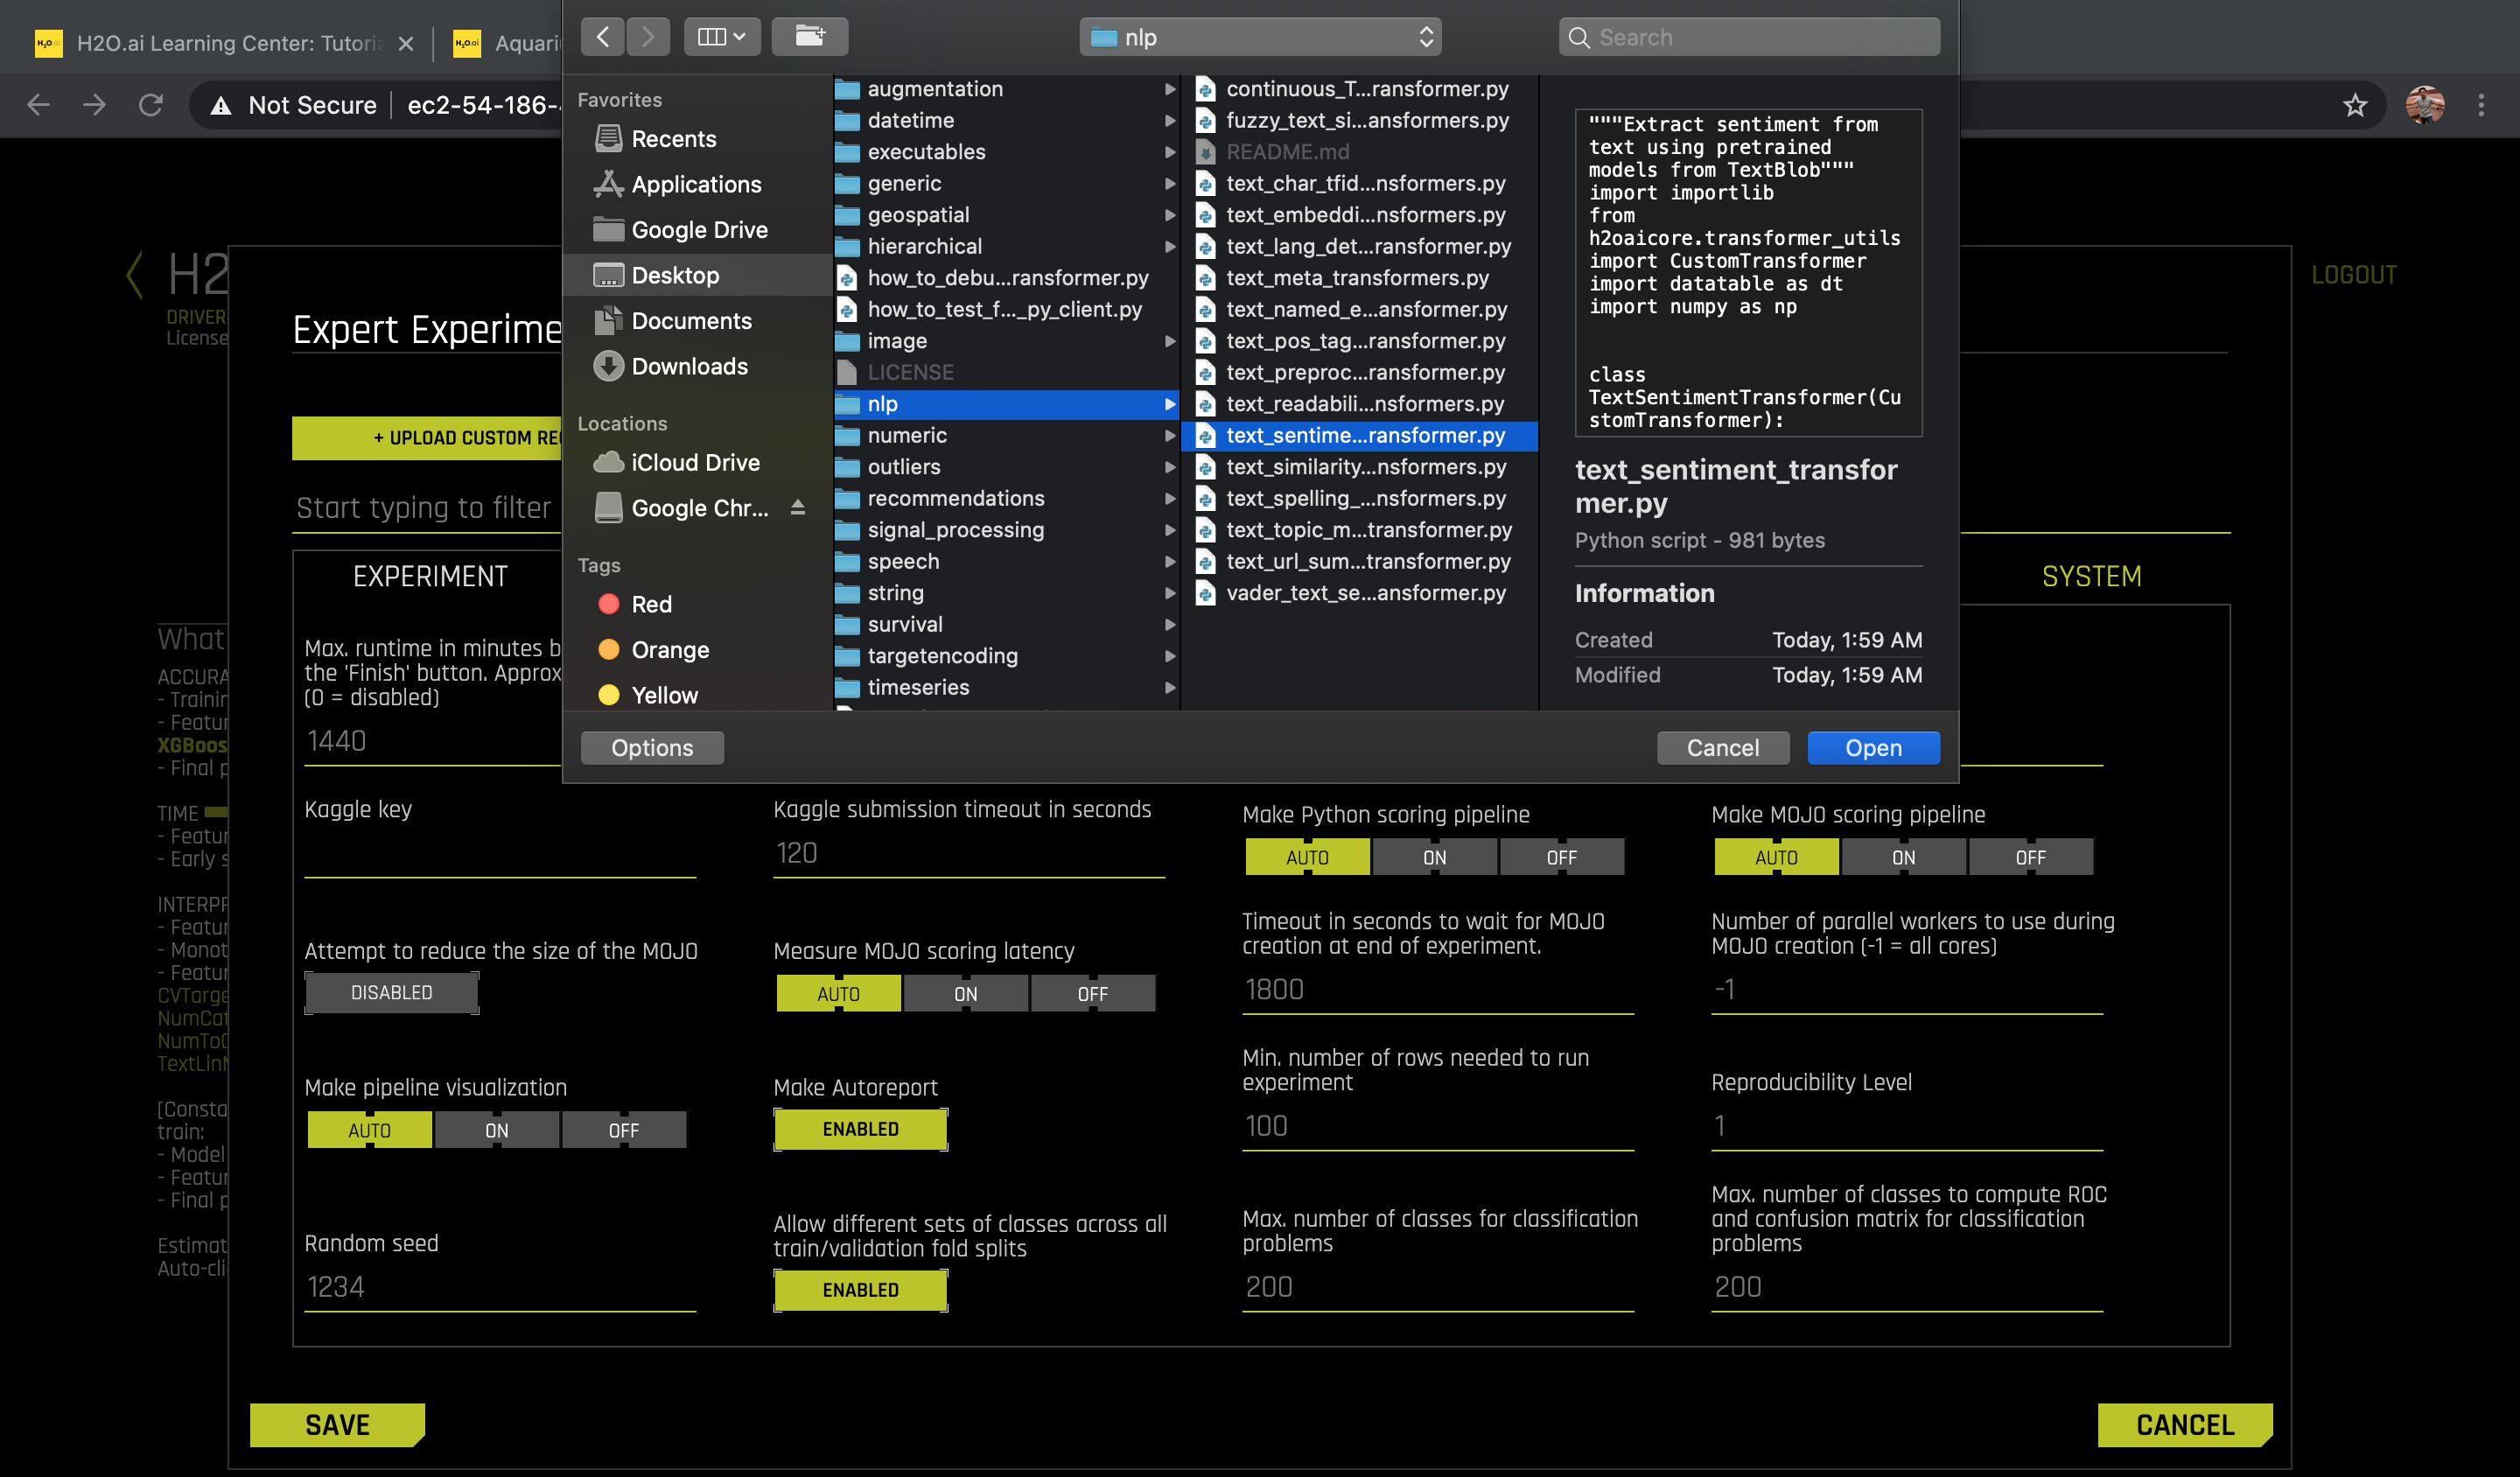 H2O.ai Learning Center: Tutoria
Aquari
Not Secure
ec2-54-186-
nlp
Search
Favorites
Recents
Applications
Google Drive
Desktop
Documents
Downloads
Locations
iCloud Drive
Google Chr...
Tags
Red
Orange
Yellow
augmentation
datetime
executables
generic
geospatial
hierarchical
how_to_debu...ransformer.py
how_to_test_f..._py_client.py
image
LICENSE
nlp
numeric
outliers
recommendations
signal_processing
speech
string
survival
targetencoding
timeseries
continuous_T...ransformer.py
fuzzy_text_si...ansformers.py
README.md
text_char_tfid...nsformers.py
text_embeddi...nsformers.py
text_lang_det...ransformer.py
text_meta_transformers.py
text_named_e...ansformer.py
text_pos_tag...ransformer.py
text_preproc...ransformer.py
text_readabili...nsformers.py
text_sentime...ransformer.py
text_similarity...nsformers.py
text_spelling_...nsformers.py
text_topic_m...transformer.py
text_url_sum...transformer.py
vader_text_se...ansformer.py
"""Extract sentiment from
text using pretrained
models from TextBlob"""
import importlib
from
h2oaicore.transformer_utils
import CustomTransformer
import datatable as dt
import numpy as np
class
TextSentimentTransformer(Cu
stomTransformer):
text_sentiment_transfor
mer.py
Python script - 981 bytes
Information
Created Today, 1:59 AM
Modified Today, 1:59 AM
Options
Cancel
Open
H2
DRIVER
License
LOGOUT
Expert Experime
+ UPLOAD CUSTOM RE
Start typing to filter
EXPERIMENT
SYSTEM
What
ACCURA
- Trainin
- Featur
XGBoos
- Final p
TIME
- Featur
- Early s
INTERPR
- Featur
- Monot
- Featur
CVTarge
NumCat
NumToC
TextLinM
[Consta
train:
- Model
- Featur
- Final p
Estimat
Auto-cli
Max. runtime in minutes b
the 'Finish' button. Approx
(0 = disabled)
1440
Kaggle key
Kaggle submission timeout in seconds
120
Make Python scoring pipeline
AUTO ON OFF
Make MOJO scoring pipeline
AUTO ON OFF
Attempt to reduce the size of the MOJO
DISABLED
Measure MOJO scoring latency
AUTO ON OFF
Timeout in seconds to wait for MOJO
creation at end of experiment.
1800
Number of parallel workers to use during
MOJO creation (-1 = all cores)
-1
Make pipeline visualization
AUTO ON OFF
Make Autoreport
ENABLED
Min. number of rows needed to run
experiment
100
Reproducibility Level
1
Random seed
1234
Allow different sets of classes across all
train/validation fold splits
ENABLED
Max. number of classes for classification
problems
200
Max. number of classes to compute ROC
and confusion matrix for classification
problems
200
SAVE
CANCEL